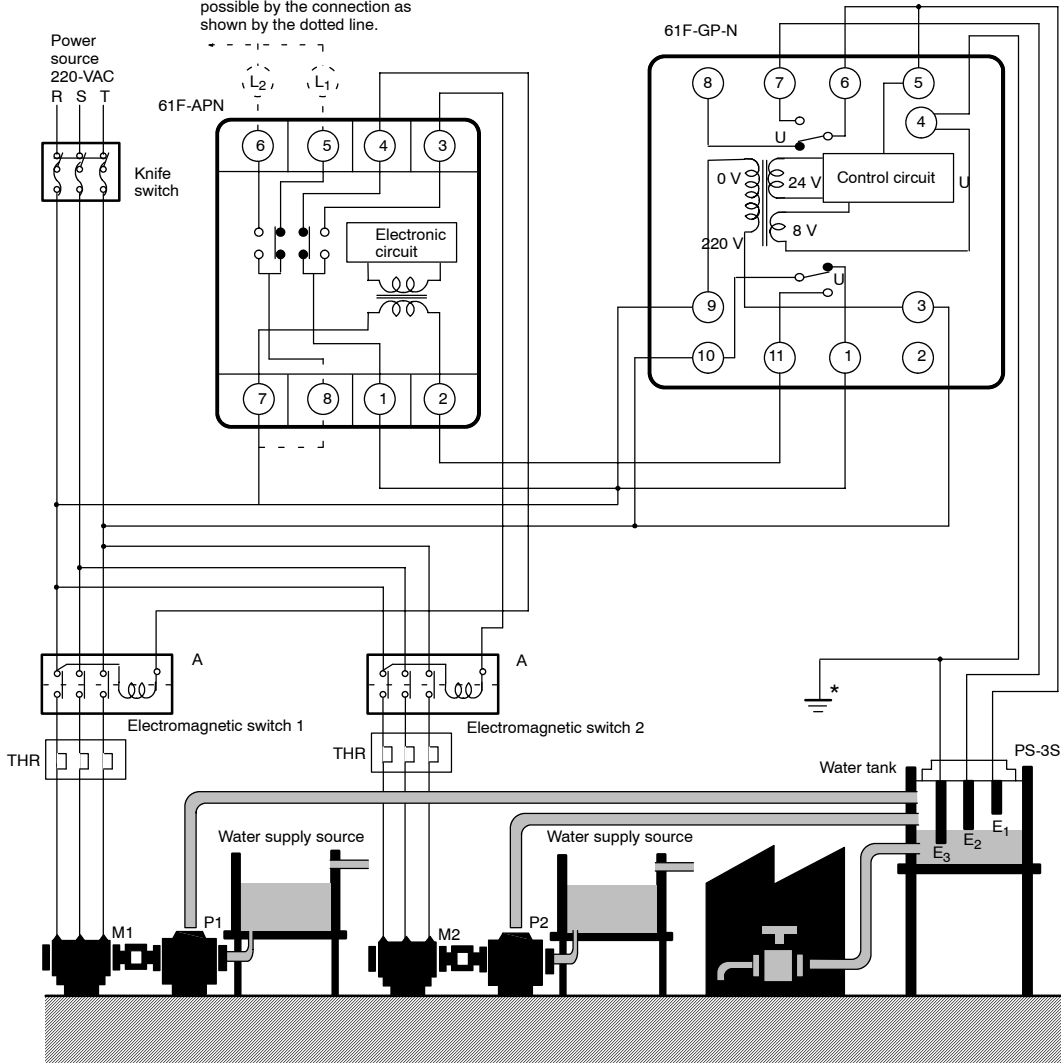 possible by the connection as
shown by the dotted line.
Power
source
220-VAC
R S T
Knife
switch
61F-APN
L2
L1
6
5
4
3
Electronic
circuit
7
8
1
2
61F-GP-N
8
7
6
5
4
U
0 V
24 V
Control circuit
U
8 V
220 V
U
9
3
10
11
1
2
A
Electromagnetic switch 1
THR
A
Electromagnetic switch 2
THR
*
PS-3S
Water tank
E1
E2
E3
Water supply source
Water supply source
P1
M1
P2
M2